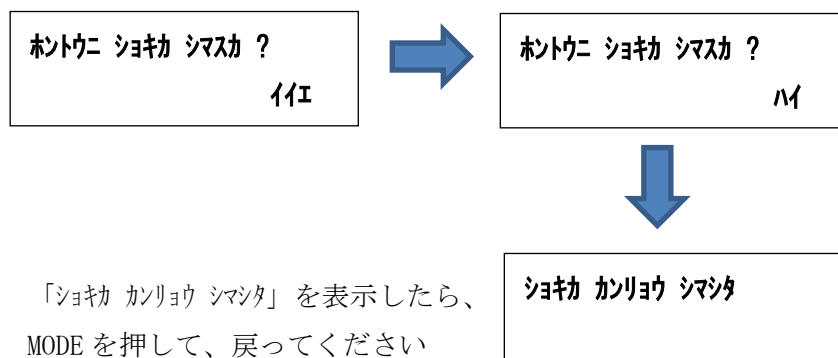 ﾎﾝﾄｳﾆ ｼｮｷｶ ｼﾏｽｶ ?
ｲｲｴ
ﾎﾝﾄｳﾆ ｼｮｷｶ ｼﾏｽｶ ?
ﾊｲ
ｼｮｷｶ ｶﾝﾘｮｳ ｼﾏｼﾀ
「ｼｮｷｶ ｶﾝﾘｮｳ ｼﾏｼﾀ」を表示したら、
MODE を押して、戻ってください